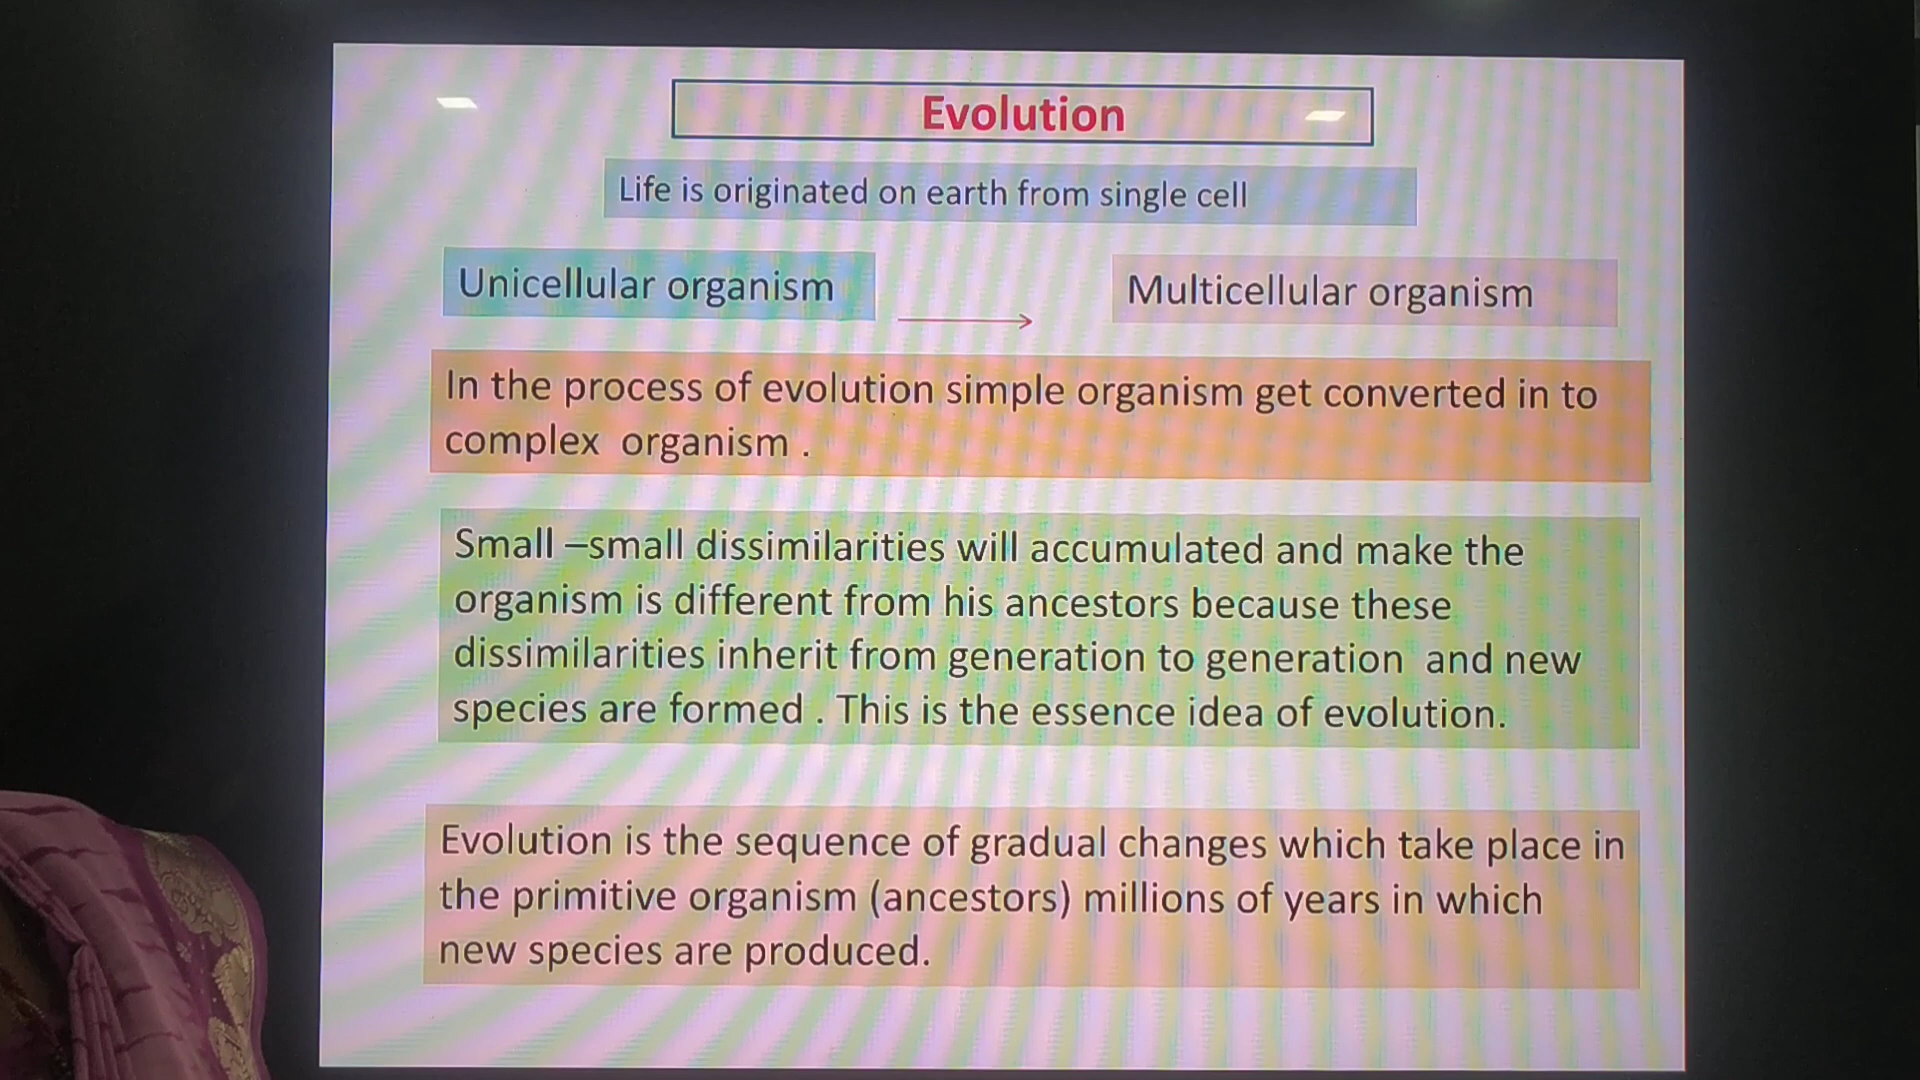 Evolution
Life is originated on earth from single cell
Unicellular organism
Multicellular organism
In the process of evolution simple organism get converted in to
complex organism .
Small –small dissimilarities will accumulated and make the
organism is different from his ancestors because these
dissimilarities inherit from generation to generation and new
species are formed . This is the essence idea of evolution.
Evolution is the sequence of gradual changes which take place in
the primitive organism (ancestors) millions of years in which
new species are produced.